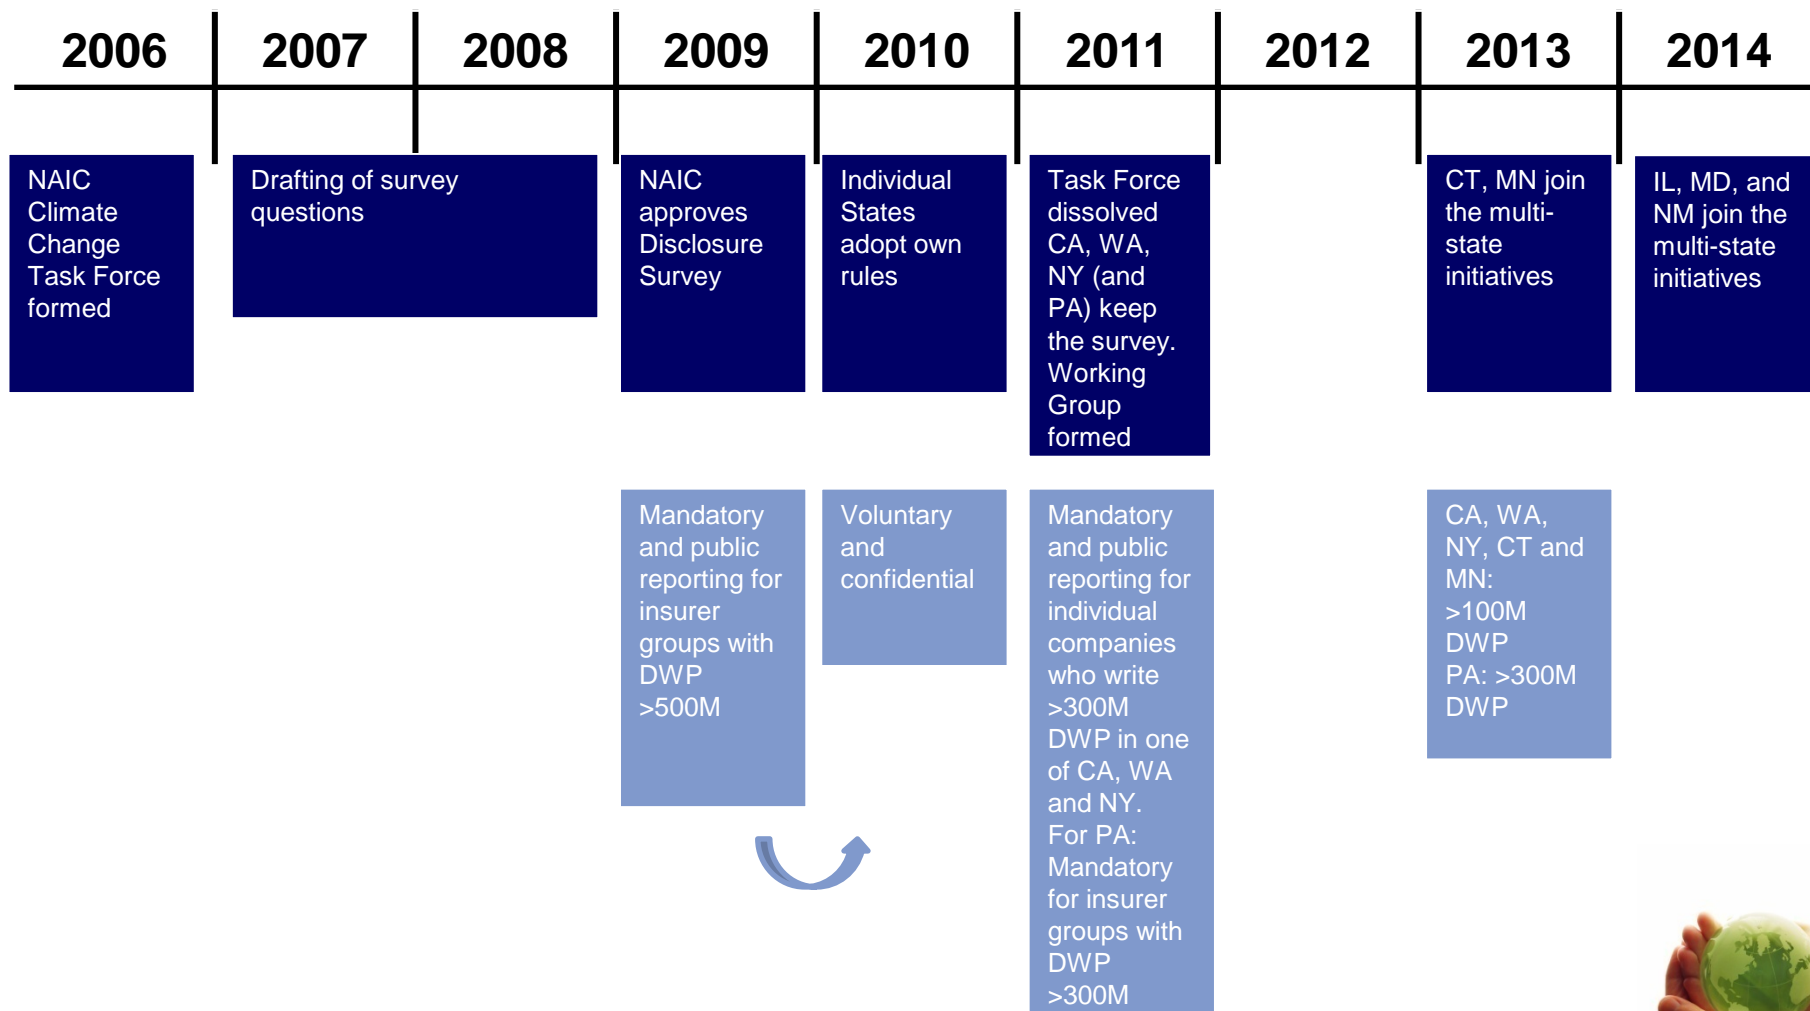 2006
2007
2008
2009
2010
2011
2012
2013
2014
NAIC
Climate
Change
Task Force
formed
Drafting of survey
questions
NAIC
approves
Disclosure
Survey
Individual
States
adopt own
rules
Task Force
dissolved
CA, WA,
NY (and
PA) keep
the survey.
Working
Group
formed
CT, MN join
the multi-
state
initiatives
IL, MD, and
NM join the
multi-state
initiatives
Mandatory
and public
reporting for
insurer
groups with
DWP
>500M
Voluntary
and
confidential
Mandatory
and public
reporting for
individual
companies
who write
>300M
DWP in one
of CA, WA
and NY.
For PA:
Mandatory
for insurer
groups with
DWP
>300M
CA, WA,
NY, CT and
MN:
>100M
DWP
PA: >300M
DWP